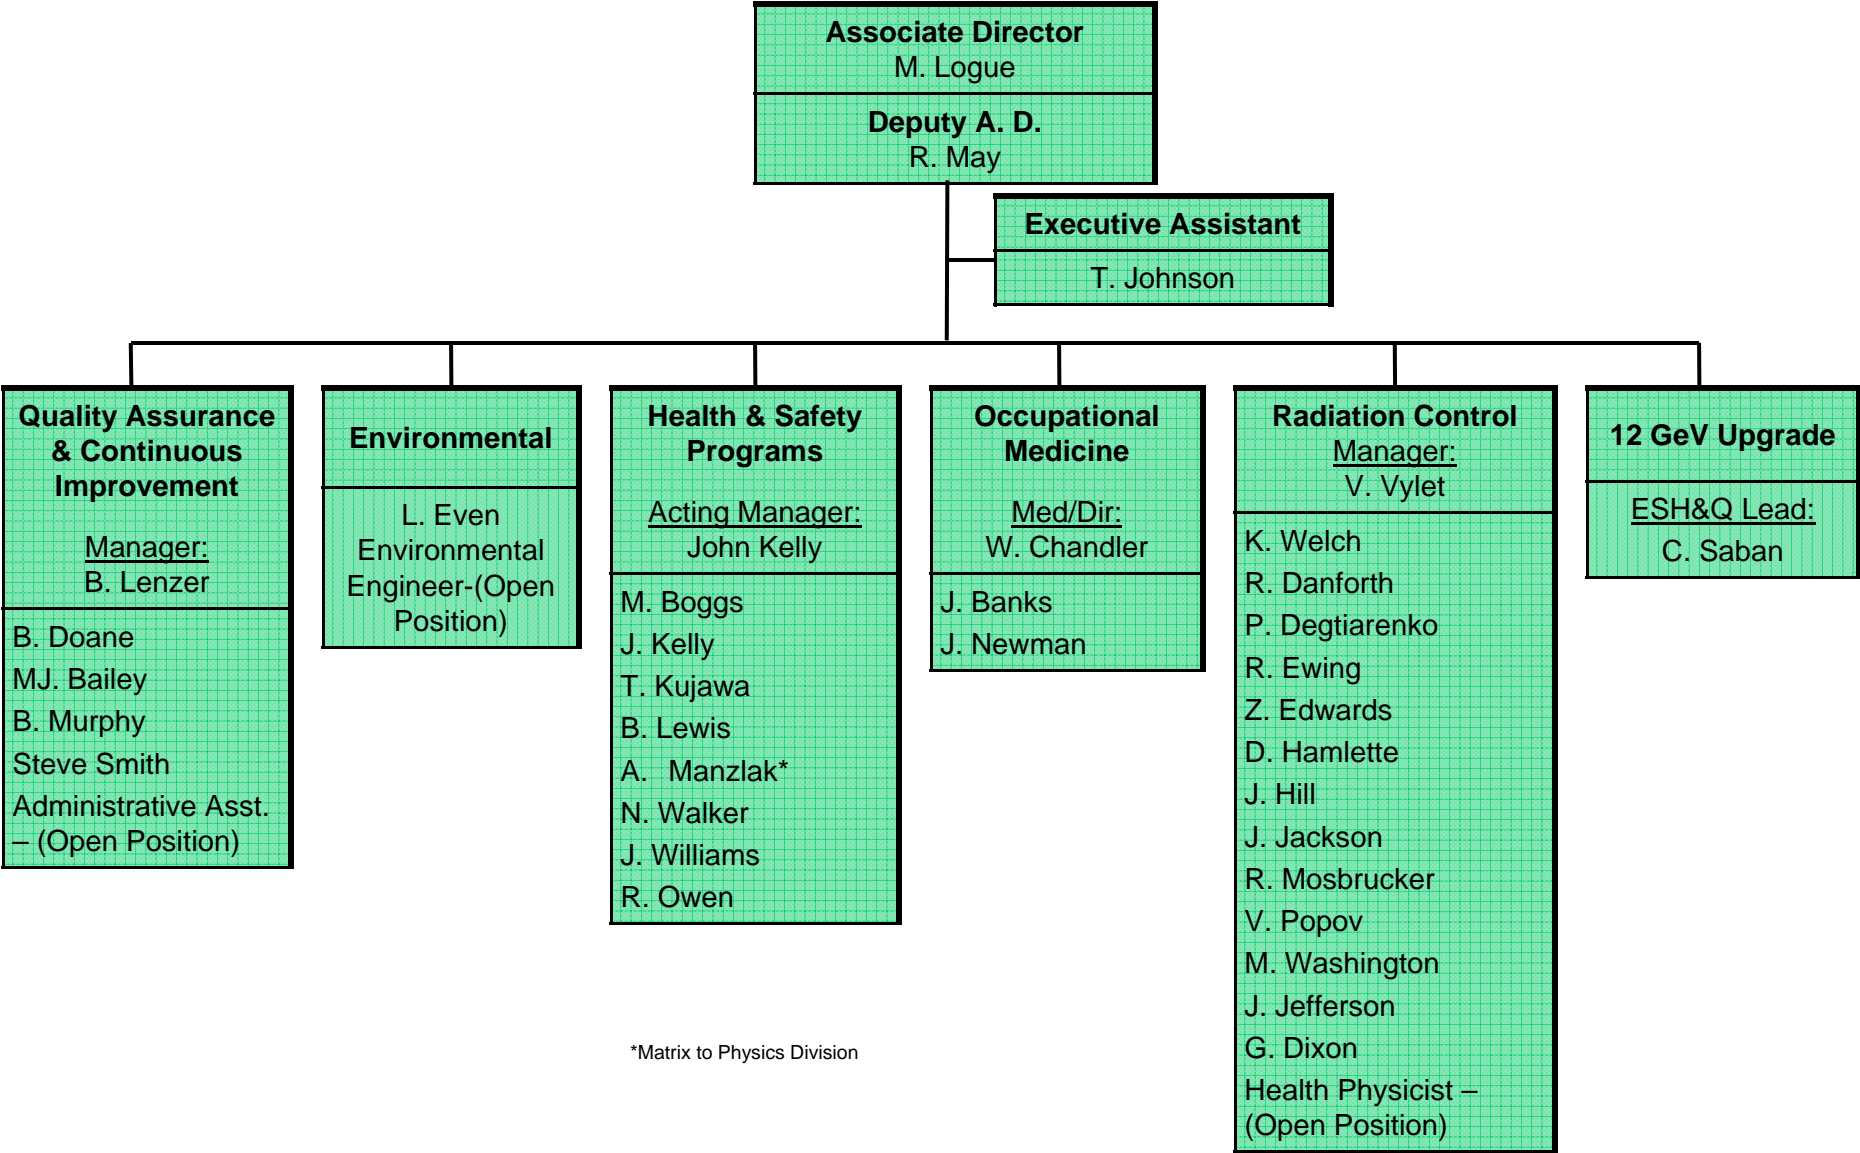 Associate Director
M. Logue
Deputy A. D.
R. May
Executive Assistant
T. Johnson
Quality Assurance
& Continuous
Improvement
Manager:
B. Lenzer
B. Doane
MJ. Bailey
B. Murphy
Steve Smith
Administrative Asst.
– (Open Position)
Environmental
L. Even
Environmental
Engineer-(Open
Position)
Health & Safety
Programs
Acting Manager:
John Kelly
M. Boggs
J. Kelly
T. Kujawa
B. Lewis
A. Manzlak*
N. Walker
J. Williams
R. Owen
Occupational
Medicine
Med/Dir:
W. Chandler
J. Banks
J. Newman
Radiation Control
Manager:
V. Vylet
K. Welch
R. Danforth
P. Degtiarenko
R. Ewing
Z. Edwards
D. Hamlette
J. Hill
J. Jackson
R. Mosbrucker
V. Popov
M. Washington
J. Jefferson
G. Dixon
Health Physicist –
(Open Position)
12 GeV Upgrade
ESH&Q Lead:
C. Saban
*Matrix to Physics Division